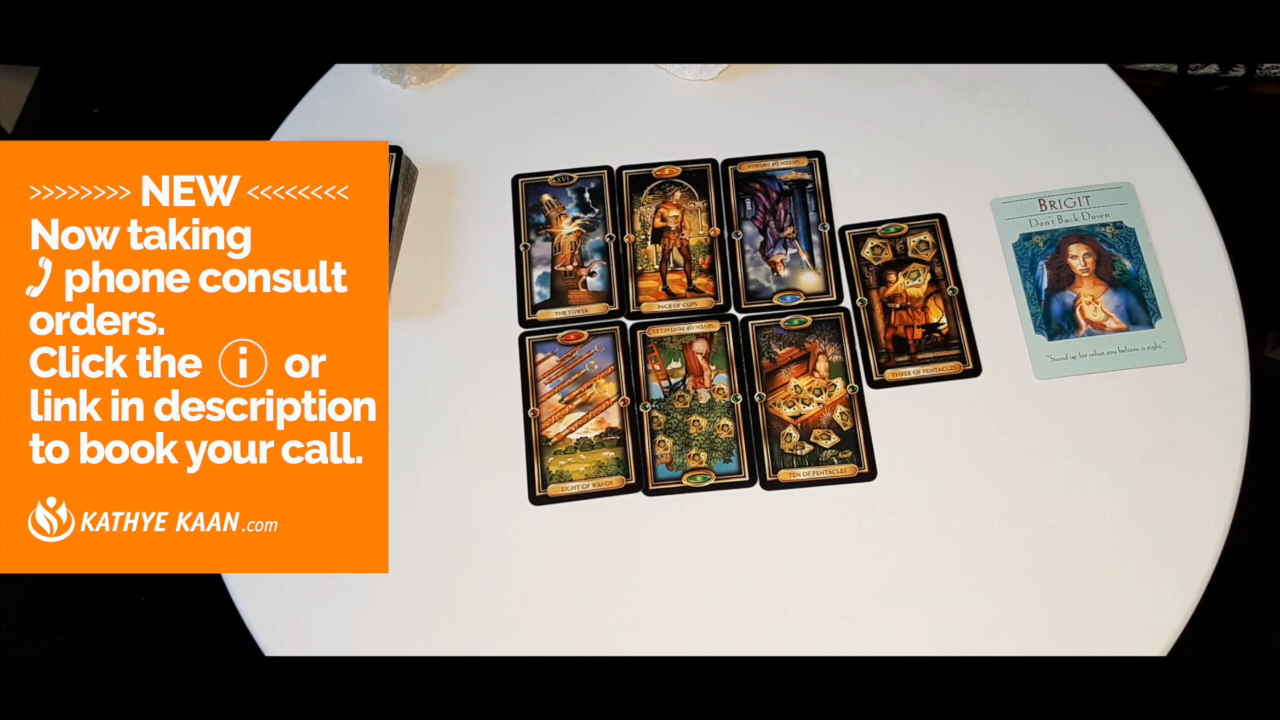 >>>>>>>> NEW <<<<<<<<
Now taking
phone consult
orders.
Click the i or
link in description
to book your call.
KATHYE KAAN.com
XVI
THE TOWER
PAGE OF CUPS
QUEEN OF SWORDS
EIGHT OF WANDS
SEVEN OF PENTACLES
TEN OF PENTACLES
THREE OF PENTACLES
BRIGIT
Don't Back Down
"Stand up for what you believe is right."